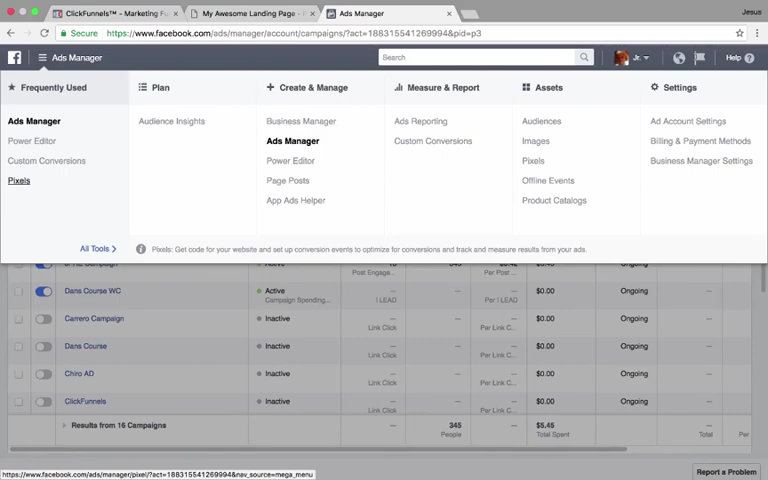 ClickFunnels™ - Marketing Fu
My Awesome Landing Page -
Ads Manager
Jesus
Secure https://www.facebook.com/ads/manager/account/campaigns/?act=188315541269994&pid=p3
Ads Manager
Search
Jr.
Help
Frequently Used
Ads Manager
Power Editor
Custom Conversions
Pixels
All Tools
Plan
Audience Insights
Create & Manage
Business Manager
Ads Manager
Power Editor
Page Posts
App Ads Helper
Measure & Report
Ads Reporting
Custom Conversions
Assets
Audiences
Images
Pixels
Offline Events
Product Catalogs
Settings
Ad Account Settings
Billing & Payment Methods
Business Manager Settings
Pixels: Get code for your website and set up conversion events to optimize for conversions and track and measure results from your ads.
Post Engage... Per Post ...
Dans Course WC Active — — $0.00 Ongoing —
Campaign Spending... | LEAD Per | LEAD
Carrero Campaign Inactive — — $0.00 Ongoing —
Link Click Per Link C...
Dans Course Inactive — — $0.00 Ongoing —
Link Click Per Link C...
Chiro AD Inactive — — $0.00 Ongoing —
Link Click Per Link C...
ClickFunnels Inactive — — $0.00 Ongoing —
Link Click Per Link C...
Results from 16 Campaigns — 345 — $5.45 —
People Total Spent Total Per
https://www.facebook.com/ads/manager/pixel/?act=188315541269994&nav_source=mega_menu
Report a Problem